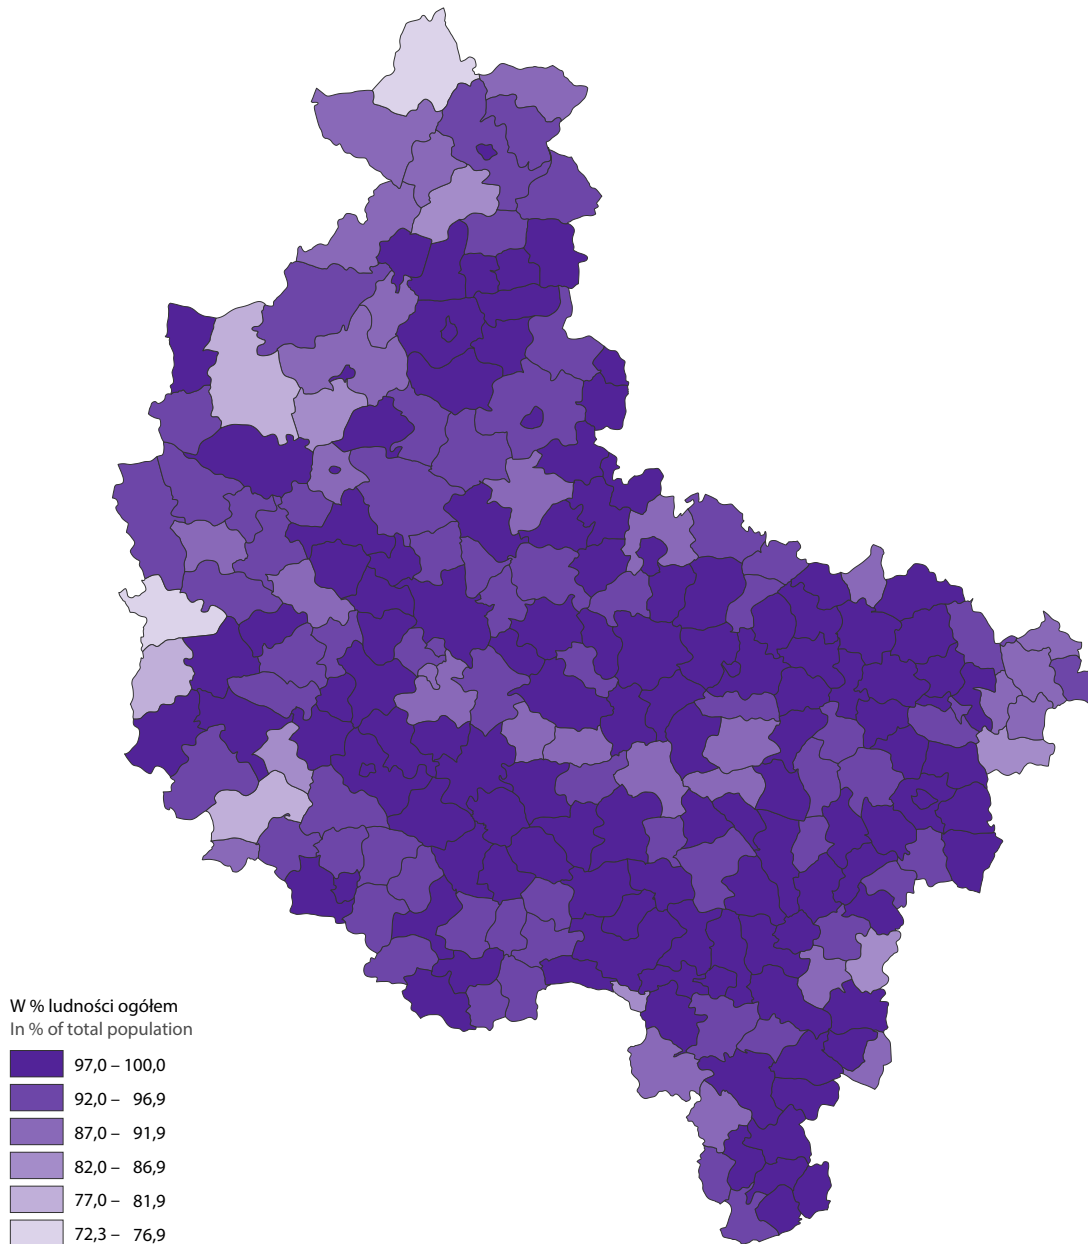 W % ludności ogółem
In % of total population
97,0 – 100,0
92,0 – 96,9
87,0 – 91,9
82,0 – 86,9
77,0 – 81,9
72,3 – 76,9